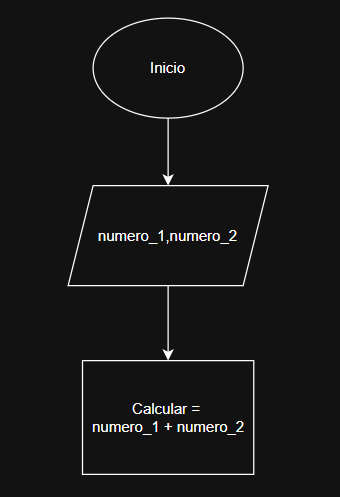 Inicio
numero_1,numero_2
Calcular =
numero_1 + numero_2